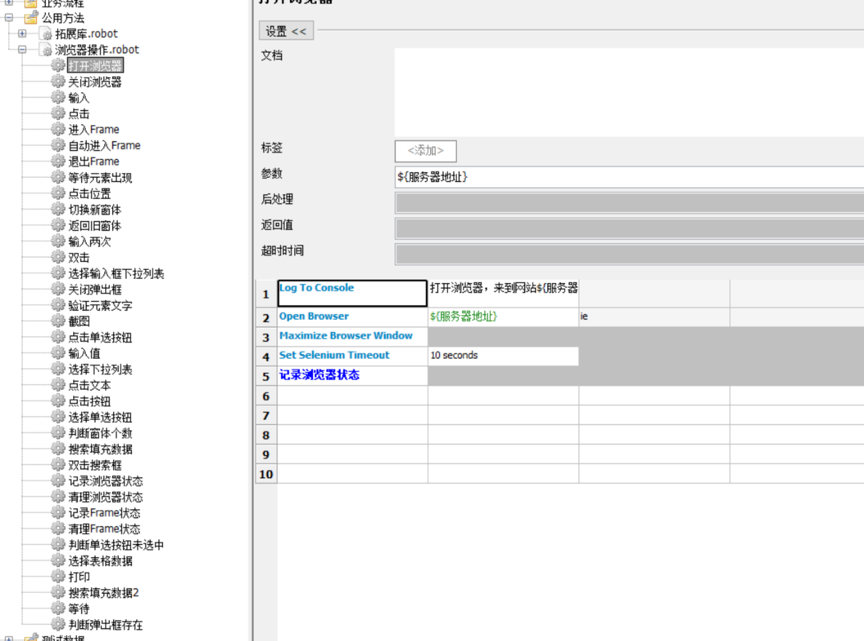 业务流程
公用方法
拓展库.robot
浏览器操作.robot
打开浏览器
关闭浏览器
输入
点击
进入Frame
自动进入Frame
退出Frame
等待元素出现
点击位置
切换新窗体
返回旧窗体
输入两次
双击
选择输入框下拉列表
关闭弹出框
验证元素文字
截图
点击单选按钮
输入值
选择下拉列表
点击文本
点击按钮
选择单选按钮
判断窗体个数
搜索填充数据
双击搜索框
记录浏览器状态
清理浏览器状态
记录Frame状态
清理Frame状态
判断单选按钮未选中
选择表格数据
打印
搜索填充数据2
等待
判断弹出框存在
测试数据
打开浏览器
设置 <<
文档
标签 <添加>
参数 ${服务器地址}
后处理
返回值
超时时间
1 Log To Console 打开浏览器，来到网站${服务器
2 Open Browser ${服务器地址} ie
3 Maximize Browser Window
4 Set Selenium Timeout 10 seconds
5 记录浏览器状态
6
7
8
9
10